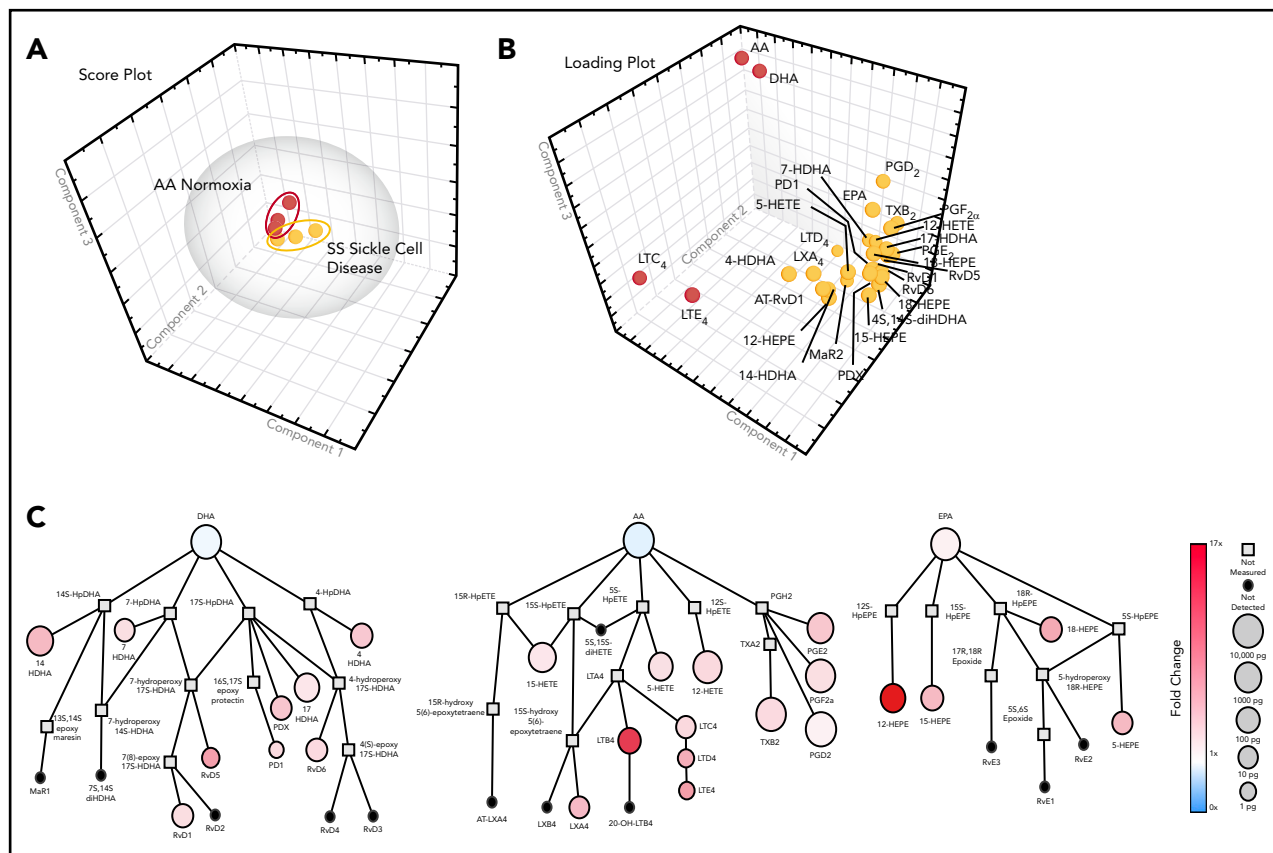 A
Score Plot
AA Normoxia
SS Sickle Cell
Disease
Component 3
Component 2
Component 1
B
Loading Plot
AA
DHA
7-HDHA
PD1
5-HETE
PGD2
EPA
TXB2
PGF2α
12-HETE
17-HDHA
PGE2
18-HEPE
RvD5
RvD1
RvD6
18-HEPE
4S,14S-diHDHA
15-HEPE
LTD4
LXA4
4-HDHA
AT-RvD1
12-HEPE
14-HDHA
MaR2
PDX
LTC4
LTE4
Component 3
Component 2
Component 1
C
DHA
14S-HpDHA
7-HpDHA
17S-HpDHA
4-HpDHA
14
HDHA
7
HDHA
4
HDHA
7-hydroperoxy
17S-HDHA
16S,17S
epoxy
protectin
17
HDHA
4-hydroperoxy
17S-HDHA
PDX
13S,14S
epoxy
maresin
7-hydroperoxy
14S-HDHA
7(8)-epoxy
17S-HDHA
RvD5
PD1
RvD6
4(S)-epoxy
17S-HDHA
MaR1
7S,14S
diHDHA
RvD1
RvD2
RvD4
RvD3
AA
15R-HpETE
15S-HpETE
5S-
HpETE
12S-
HpETE
PGH2
5S,15S-
diHETE
TXA2
PGE2
15-HETE
LTA4
5-HETE
12-HETE
PGF2a
15R-hydroxy
5(6)-epoxytetraene
15S-hydroxy
5(6)-
epoxytetraene
LTB4
LTC4
LTD4
LTE4
TXB2
PGD2
AT-LXA4
LXB4
LXA4
20-OH-LTB4
EPA
12S-
HpEPE
15S-
HpEPE
18R-
HpEPE
5S-HpEPE
18-HEPE
17R,18R
Epoxide
5-hydroperoxy
18R-HEPE
12-HEPE
15-HEPE
5S,6S
Epoxide
5-HEPE
RvE3
RvE2
RvE1
Fold Change
17x
1x
0x
Not
Measured
Not
Detected
10,000 pg
1000 pg
100 pg
10 pg
1 pg